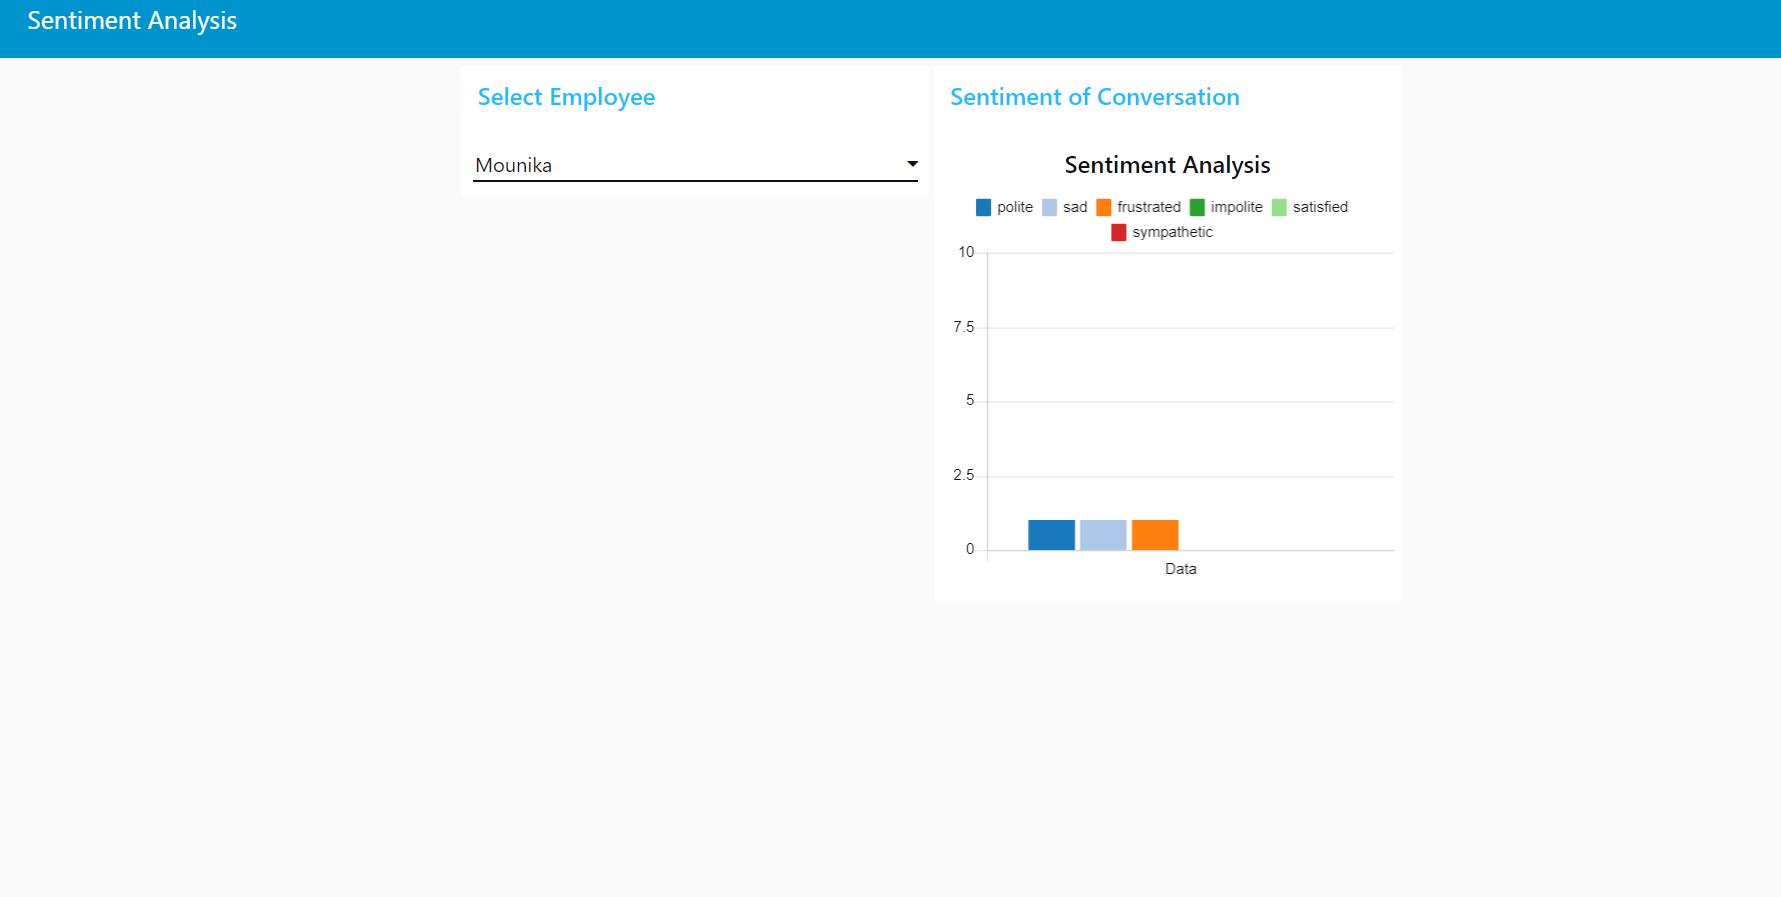 Sentiment Analysis
Select Employee
Mounika
Sentiment of Conversation
Sentiment Analysis
polite sad frustrated impolite satisfied
sympathetic
10
7.5
5
2.5
0
Data